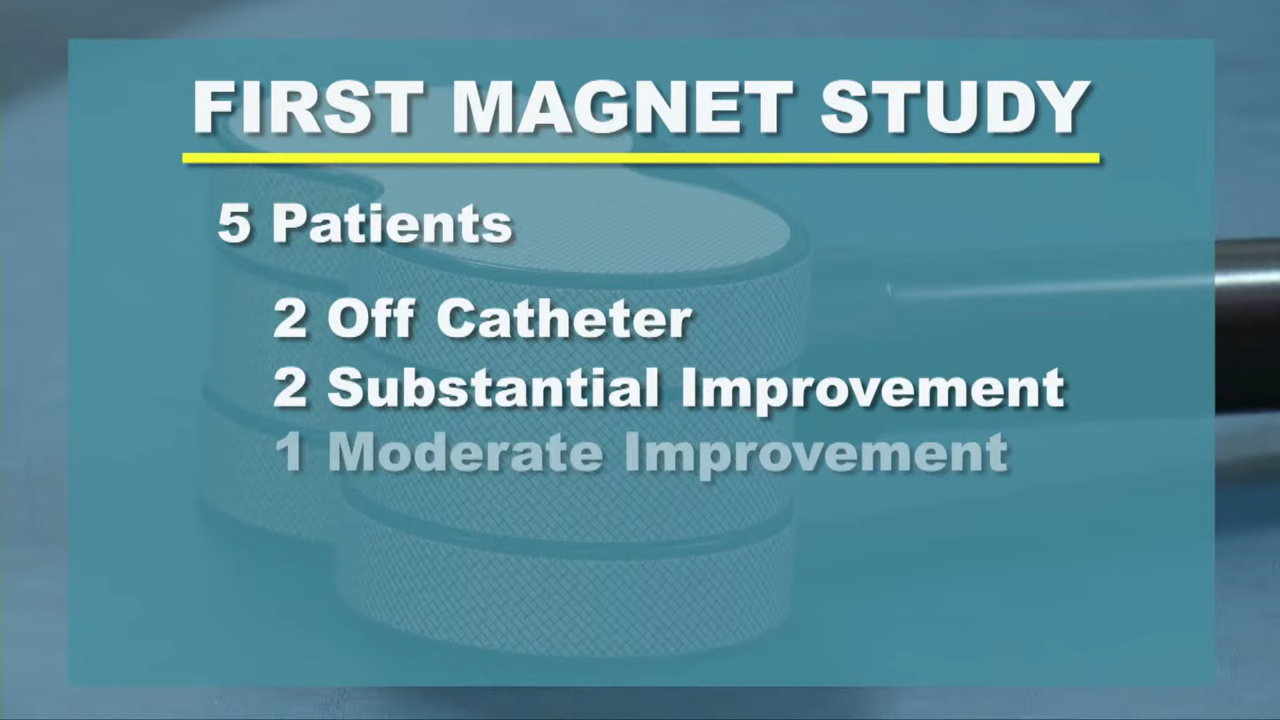 FIRST MAGNET STUDY
5 Patients
2 Off Catheter
2 Substantial Improvement
1 Moderate Improvement